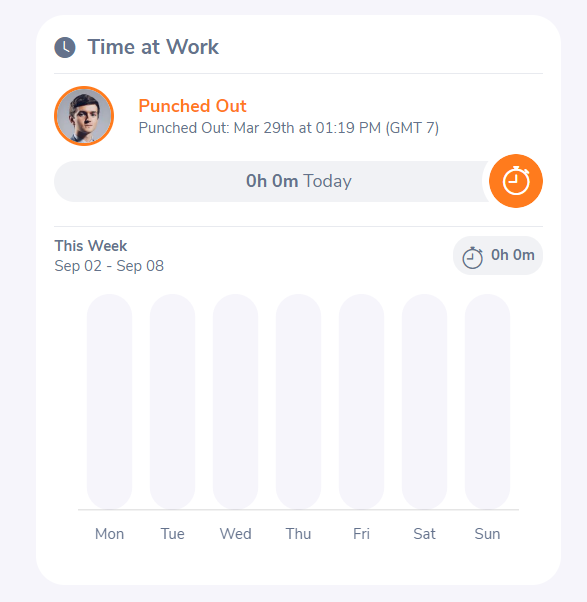 Time at Work
Punched Out
Punched Out: Mar 29th at 01:19 PM (GMT 7)
0h 0m Today
This Week
Sep 02 - Sep 08
0h 0m
Mon Tue Wed Thu Fri Sat Sun